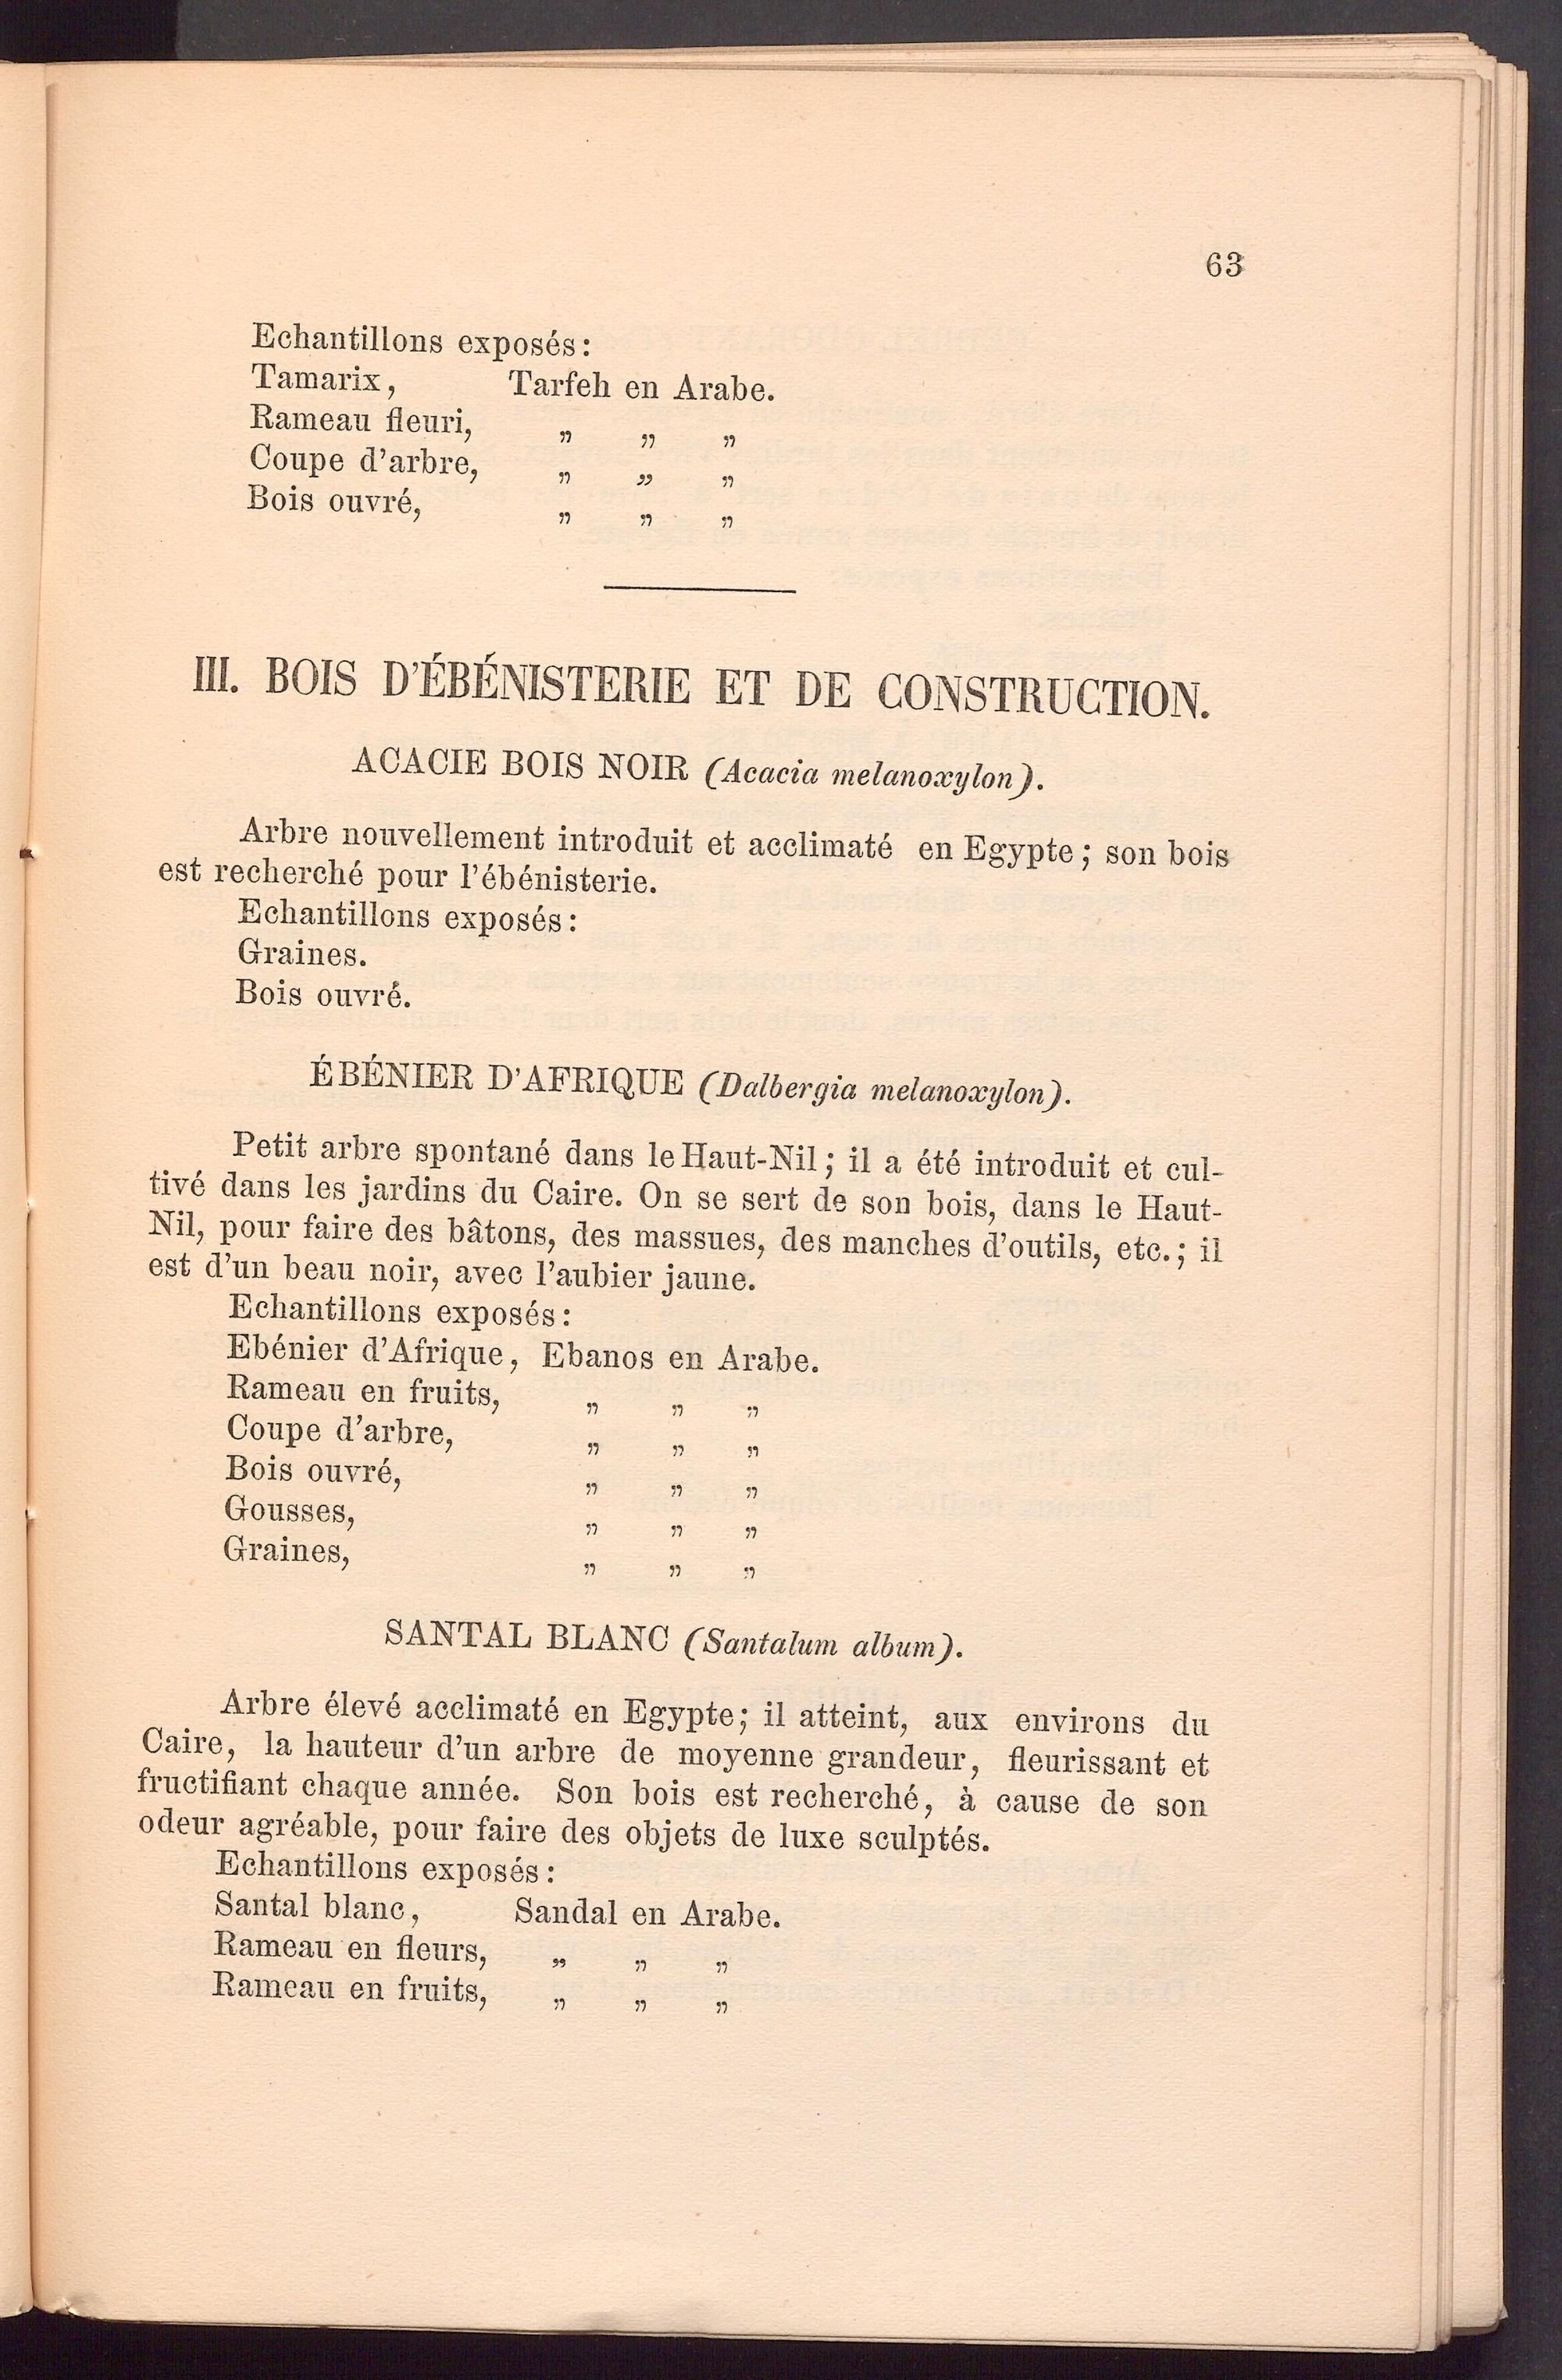 63
Echantillons exposés:
Tamarix, Tarfeh en Arabe.
Rameau fleuri, „ „ „
Coupe d'arbre, „ „ „
Bois ouvré, „ „ „
III. BOIS D'ÉBÉNISTERIE ET DE CONSTRUCTION.
ACACIE BOIS NOIR (Acacia melanoxylon).
Arbre nouvellement introduit et acclimaté en Egypte; son bois
est recherché pour l'ébénisterie.
Echantillons exposés:
Graines.
Bois ouvré.
ÉBÉNIER D'AFRIQUE (Dalbergia melanoxylon).
Petit arbre spontané dans le Haut-Nil; il a été introduit et cul-
tivé dans les jardins du Caire. On se sert de son bois, dans le Haut-
Nil, pour faire des bâtons, des massues, des manches d'outils, etc.; il
est d'un beau noir, avec l'aubier jaune.
Echantillons exposés:
Ebénier d'Afrique, Ebanos en Arabe.
Rameau en fruits, „ „ „
Coupe d'arbre, „ „ „
Bois ouvré, „ „ „
Gousses, „ „ „
Graines, „ „ „
SANTAL BLANC (Santalum album).
Arbre élevé acclimaté en Egypte; il atteint, aux environs du
Caire, la hauteur d'un arbre de moyenne grandeur, fleurissant et
fructifiant chaque année. Son bois est recherché, à cause de son
odeur agréable, pour faire des objets de luxe sculptés.
Echantillons exposés:
Santal blanc, Sandal en Arabe.
Rameau en fleurs, „ „ „
Rameau en fruits, „ „ „